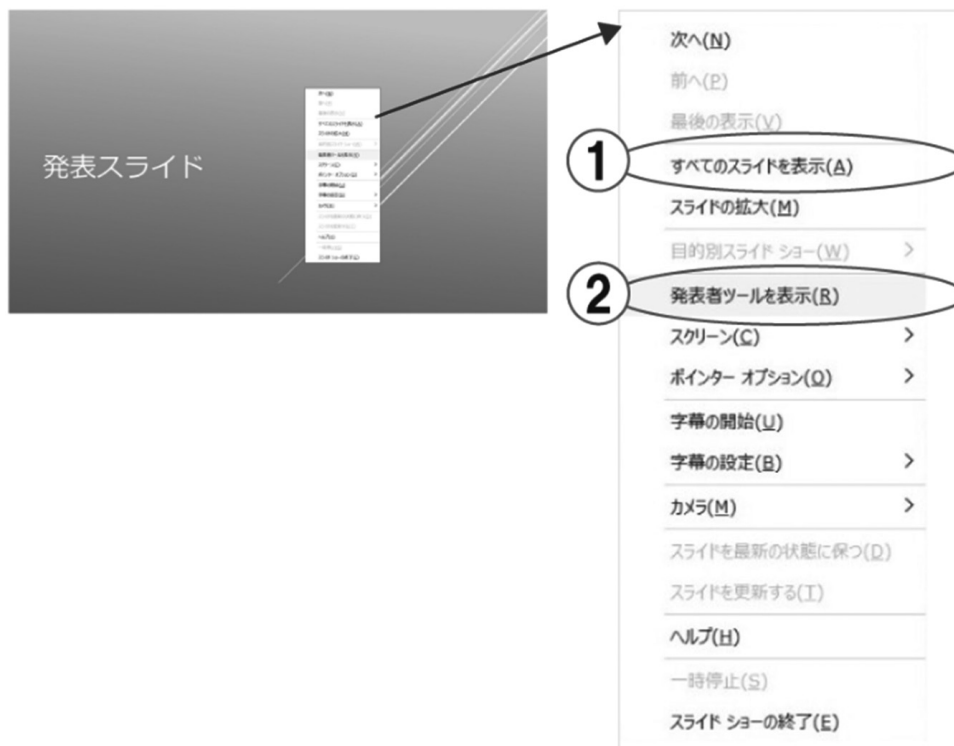 発表スライド
次へ(N)
前へ(P)
最後の表示(V)
① すべてのスライドを表示(A)
スライドの拡大(M)
目的別スライド ショー(W) >
② 発表者ツールを表示(R)
スクリーン(C) >
ポインター オプション(O) >
字幕の開始(U)
字幕の設定(B) >
カメラ(M) >
スライドを最新の状態に保つ(D)
スライドを更新する(T)
ヘルプ(H)
一時停止(S)
スライド ショーの終了(E)